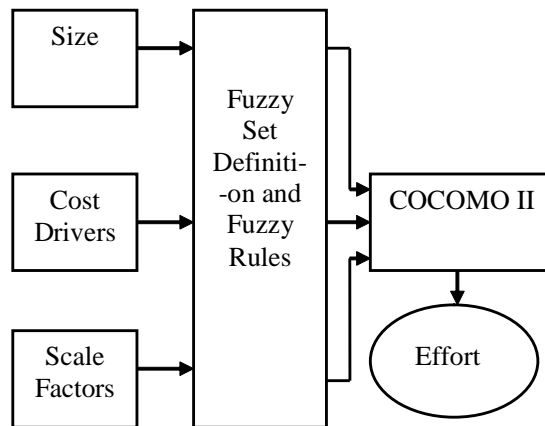 Size
Cost
Drivers
Scale
Factors
Fuzzy
Set
Definiti-
-on and
Fuzzy
Rules
COCOMO II
Effort